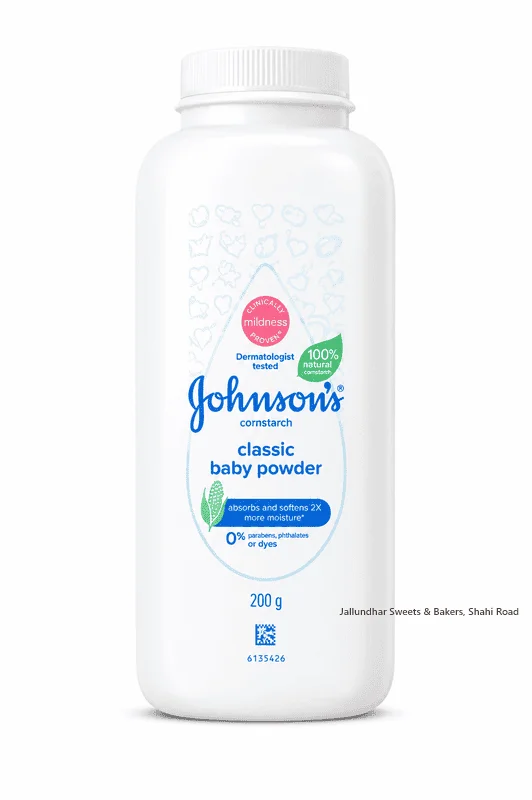 CLINICALLY
mildness
PROVEN*
Dermatologist
tested
100%
natural
cornstarch
Johnson's®
cornstarch
classic
baby powder
absorbs and softens 2X
more moisture*
0% parabens, phthalates
or dyes
200 g
Jallundhar Sweets & Bakers, Shahi Road
6135426